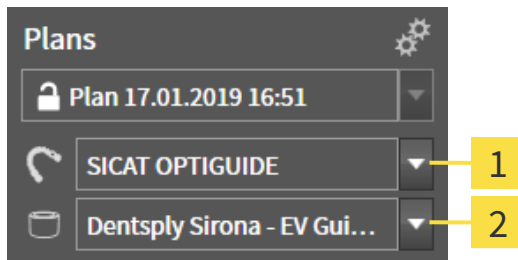 Plans
Plan 17.01.2019 16:51
SICAT OPTIGUIDE 1
Dentsply Sirona - EV Gui... 2